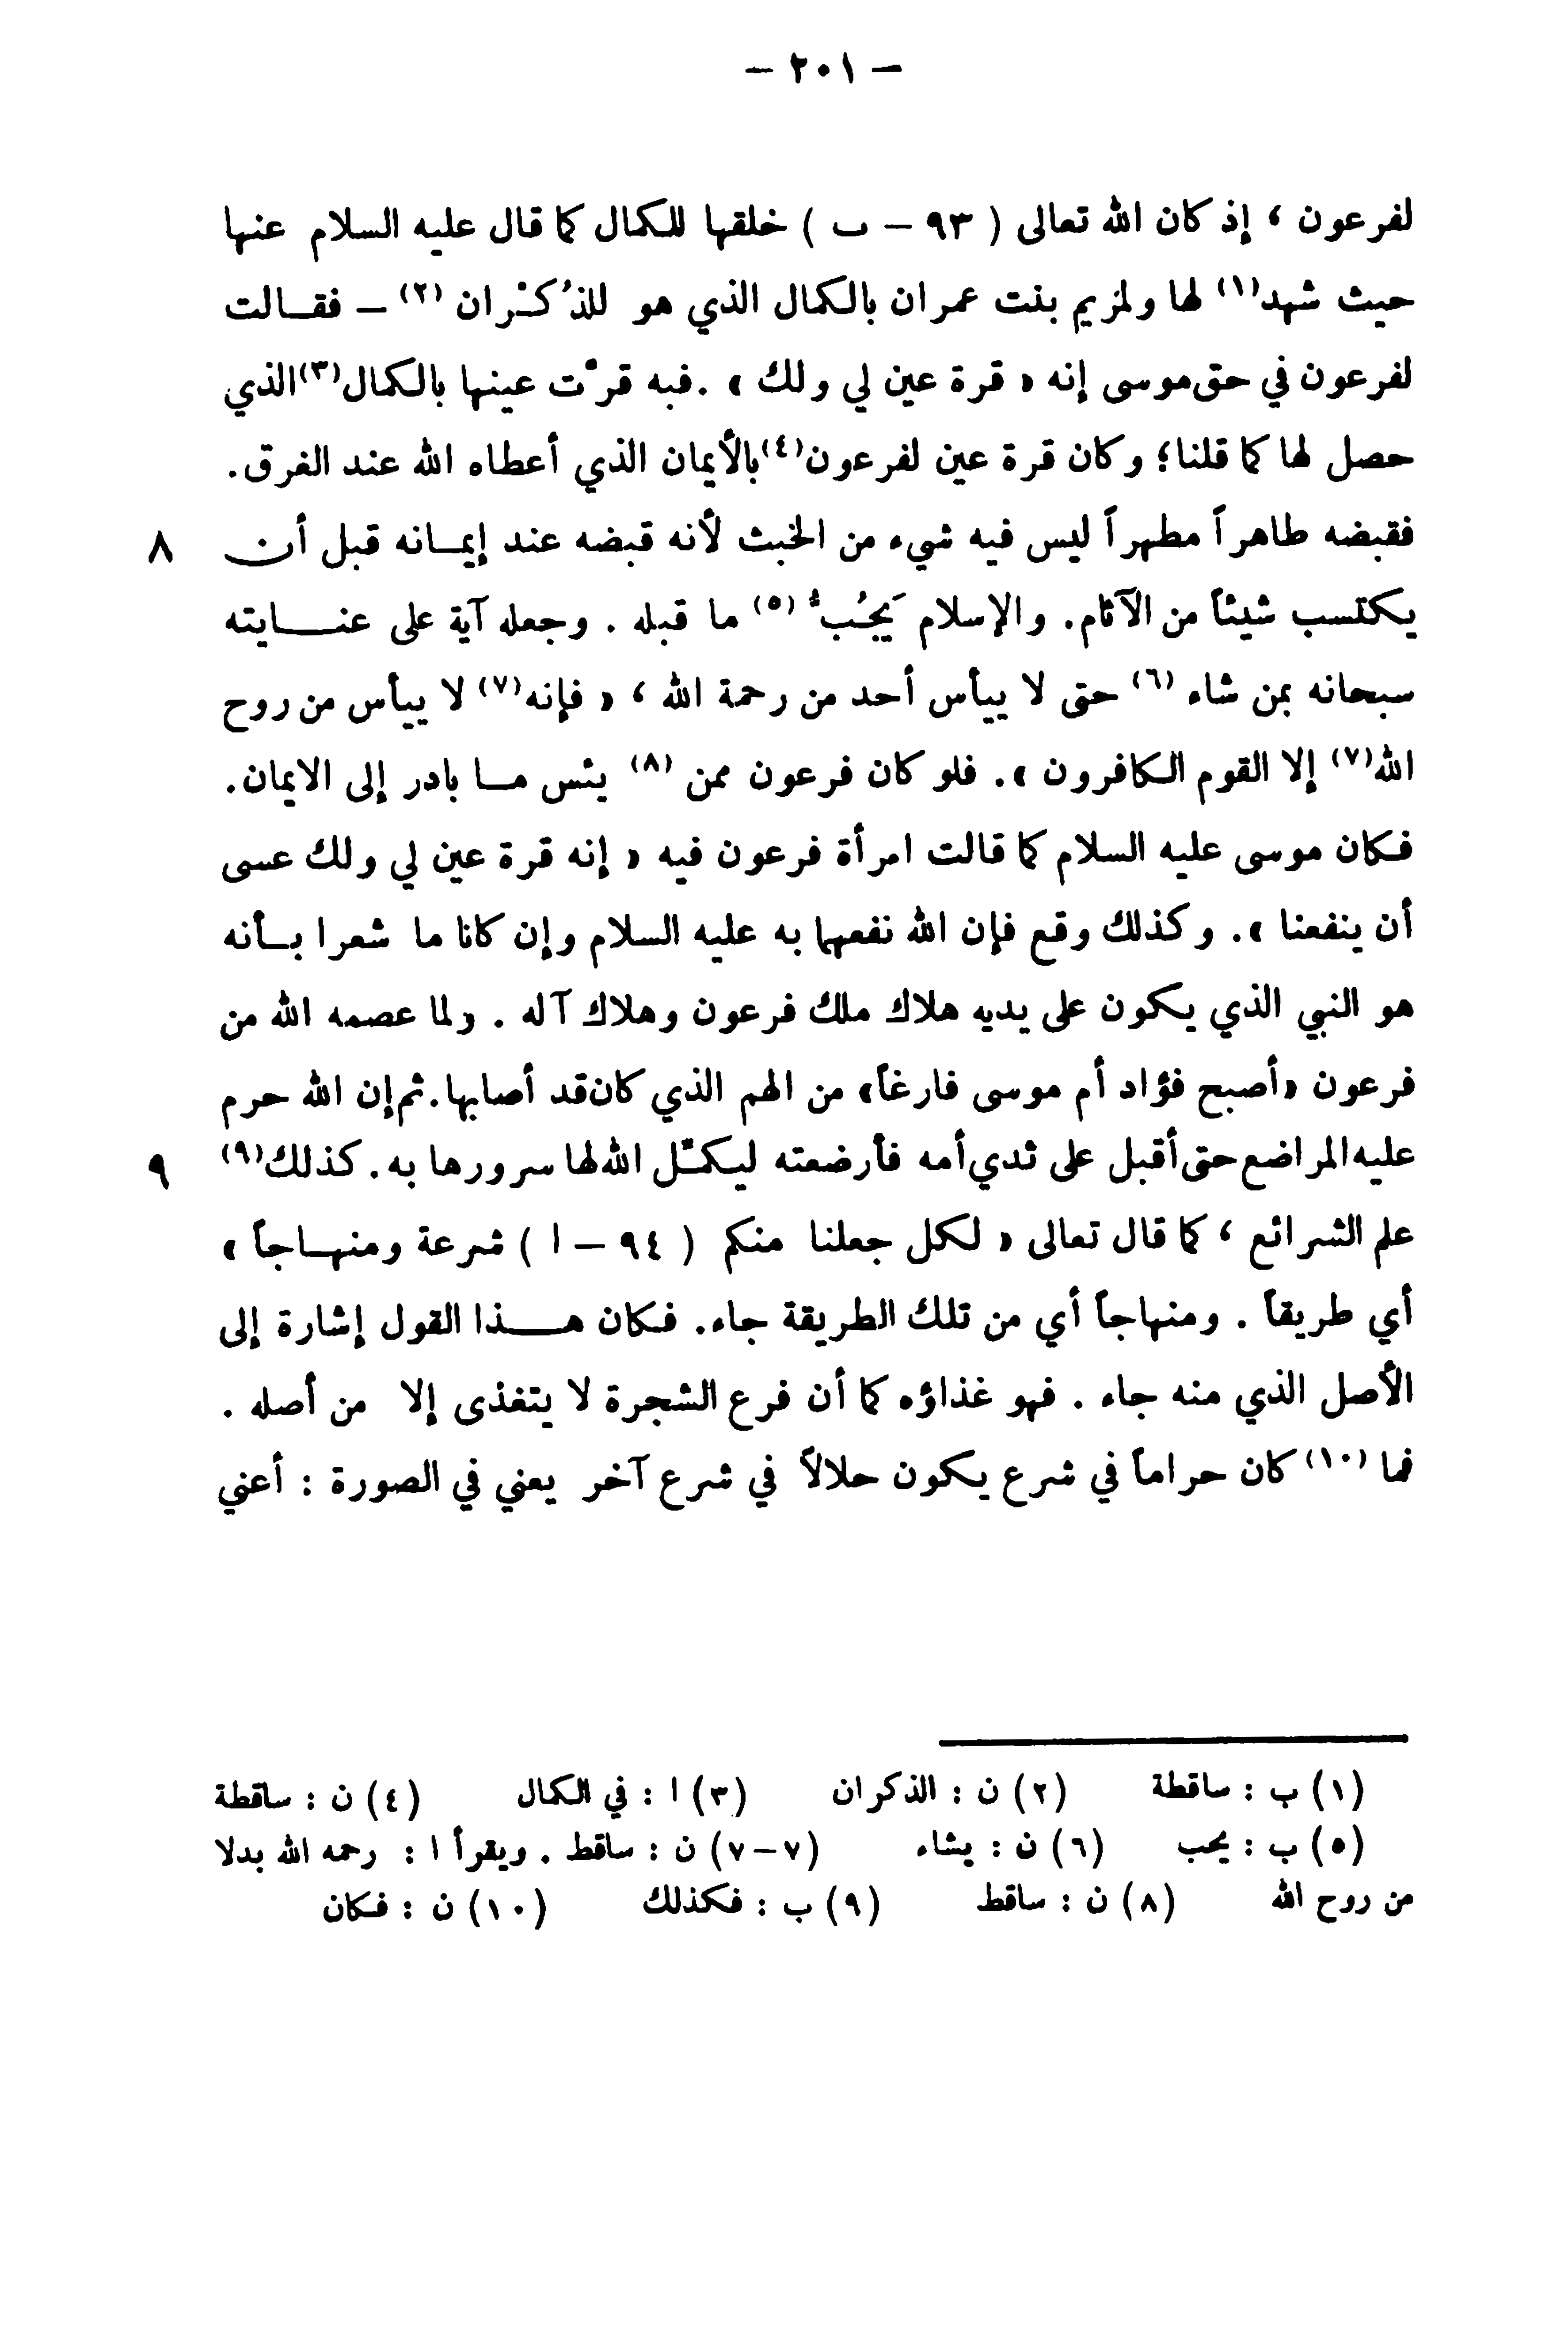 – ٢٠١ –
لفرعون ، إذ كان الله تعالى ( ٩٣ – ب ) خلقها للكمال كما قال عليه السلام عنها
حيث شهد(١) لها ولمزيم بنت عمران بالكمال الذي هو للذُكْران (٢) – فقـالت
لفرعون في حق موسى إنه « قرة عين لي ولك » . فبه قرَّت عينها بالكمال(٣) الذي
حصل لها كما قلنا؛ وكان قرة عين لفرعون(٤) بالأيمان الذي أعطاه الله عند الغرق.
فقبضه طاهراً مطهراً ليس فيه شيء من الخبث لأنه قبضه عند إيمـانه قبل أن ٨
يكتسب شيئاً من الآثام. والإسلام يَجُبُّ (٥) ما قبله . وجعله آية على عنـايته
سبحانه بمن شاء (٦) حتى لا ييأس أحد من رحمة الله ، « فإنه(٧) لا ييأس من روح
الله(٧) إلا القوم الكافرون ». فلو كان فرعون ممن (٨) يئس مـا بادر إلى الايمان.
فكان موسى عليه السلام كما قالت امرأة فرعون فيه « إنه قرة عين لي ولك عسى
أن ينفعنا ». وكذلك وقع فإن الله نفعهما به عليه السلام وإن كانا ما شعرا بـأنه
هو النبي الذي يكون على يديه هلاك ملك فرعون وهلاك آله . ولما عصمه الله من
فرعون «أصبح فؤاد أم موسى فارغاً» من الهم الذي كان قد أصابها. ثم إن الله حرم
عليه المراضع حتى أقبل على ثدي أمه فأرضعته ليكمّل الله لها سرورها به. كذلك(٩) ٩
علم الشرائع ، كما قال تعالى « لكل جعلنا منكم ( ٩٤ – ا ) شرعة ومنهـاجاً »
أي طريقاً . ومنهاجاً أي من تلك الطريقة جاء. فكان هـذا القول إشارة إلى
الأصل الذي منه جاء . فهو غذاؤه كما أن فرع الشجرة لا يتغذى إلا من أصله .
فما (١٠) كان حراماً في شرع يكون حلالاً في شرع آخر يعني في الصورة : أعني
(١) ب : ساقطة (٢) ن : الذكران (٣) ا : في الكمال (٤) ن : ساقطة
(٥) ب : يحب (٦) ن : يشاء (٧–٧) ن : ساقط . ويقرأ ا : رحمه الله بدلا
من روح الله (٨) ن : ساقط (٩) ب : فكذلك (١٠) ن : فكان